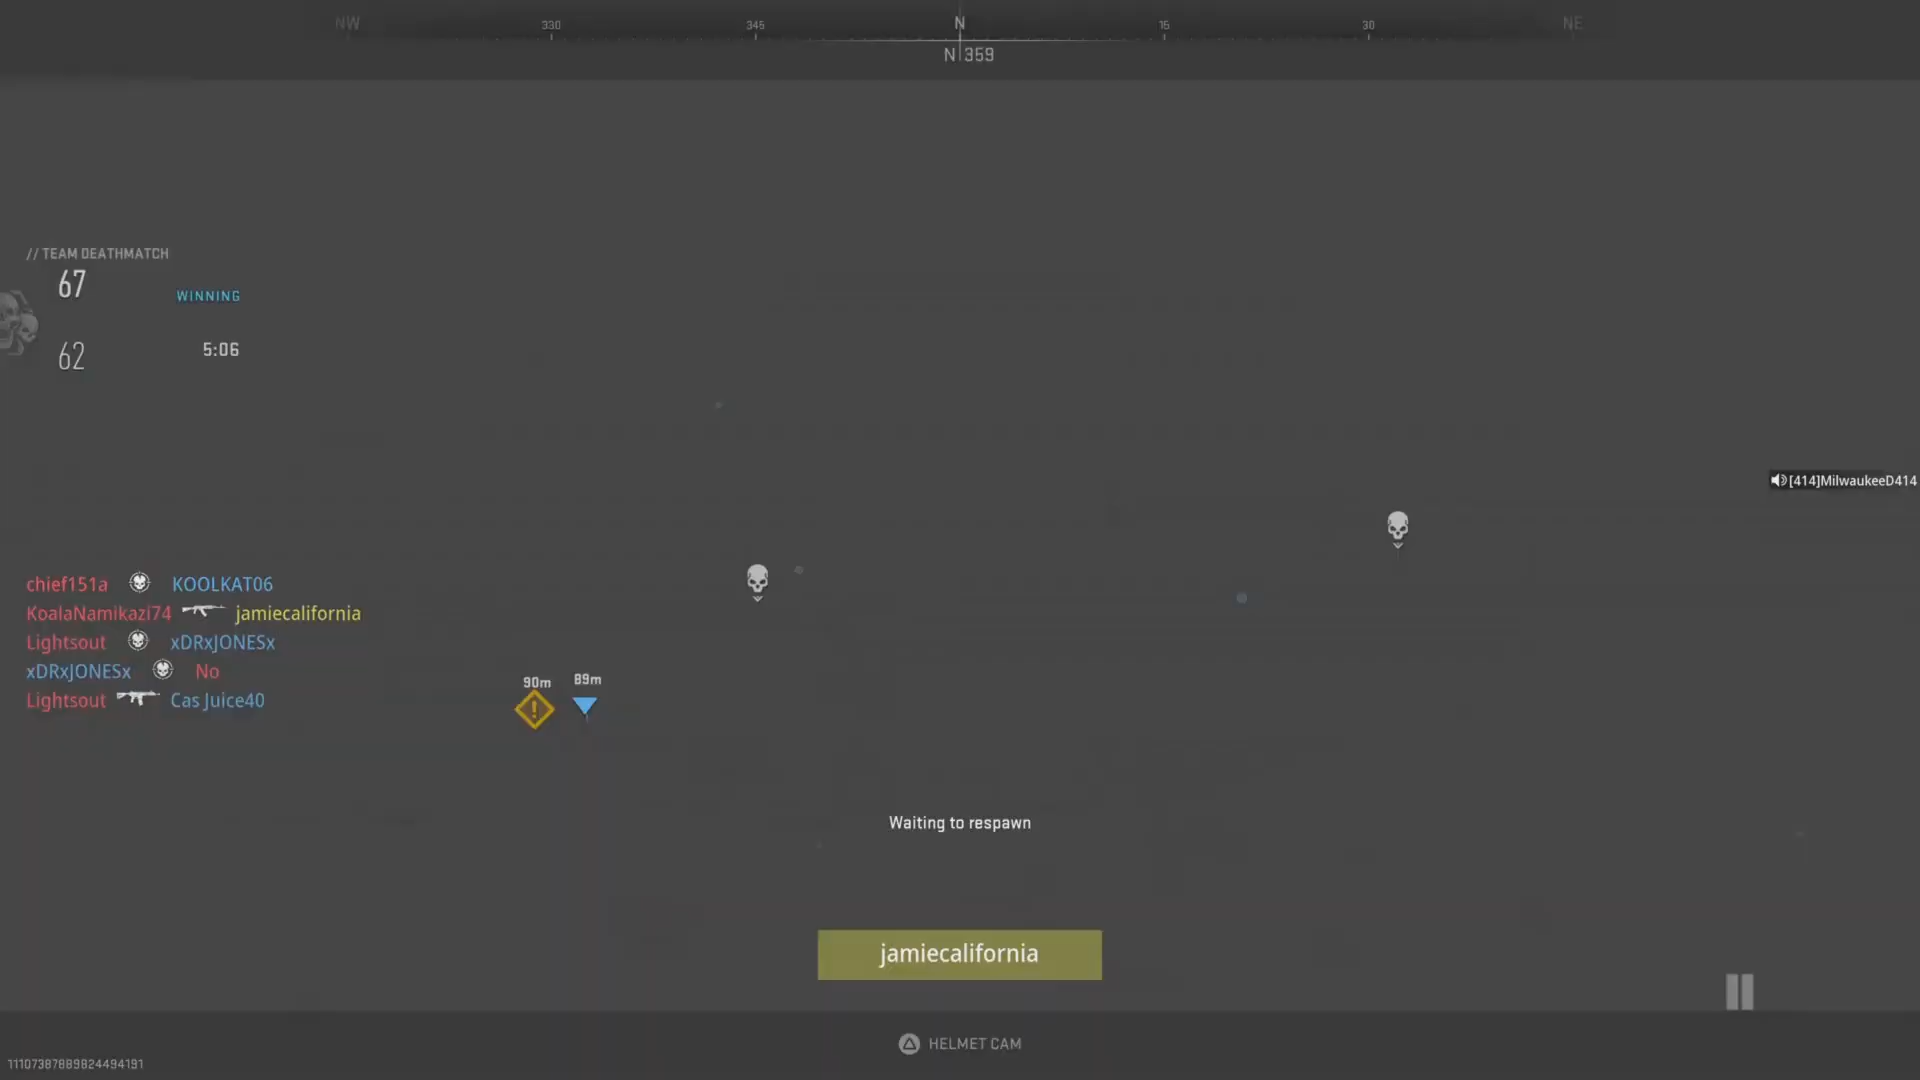 NW 330 345 N 15 30 NE
N 359
// TEAM DEATHMATCH
67
WINNING
62
5:06
[414]MilwaukeeD414
chief151a KOOLKAT06
KoalaNamikazi74 jamiecalifornia
Lightsout xDRxJONESx
xDRxJONESx No
Lightsout Cas Juice40
90m 89m
Waiting to respawn
jamiecalifornia
HELMET CAM
11107387889824494191